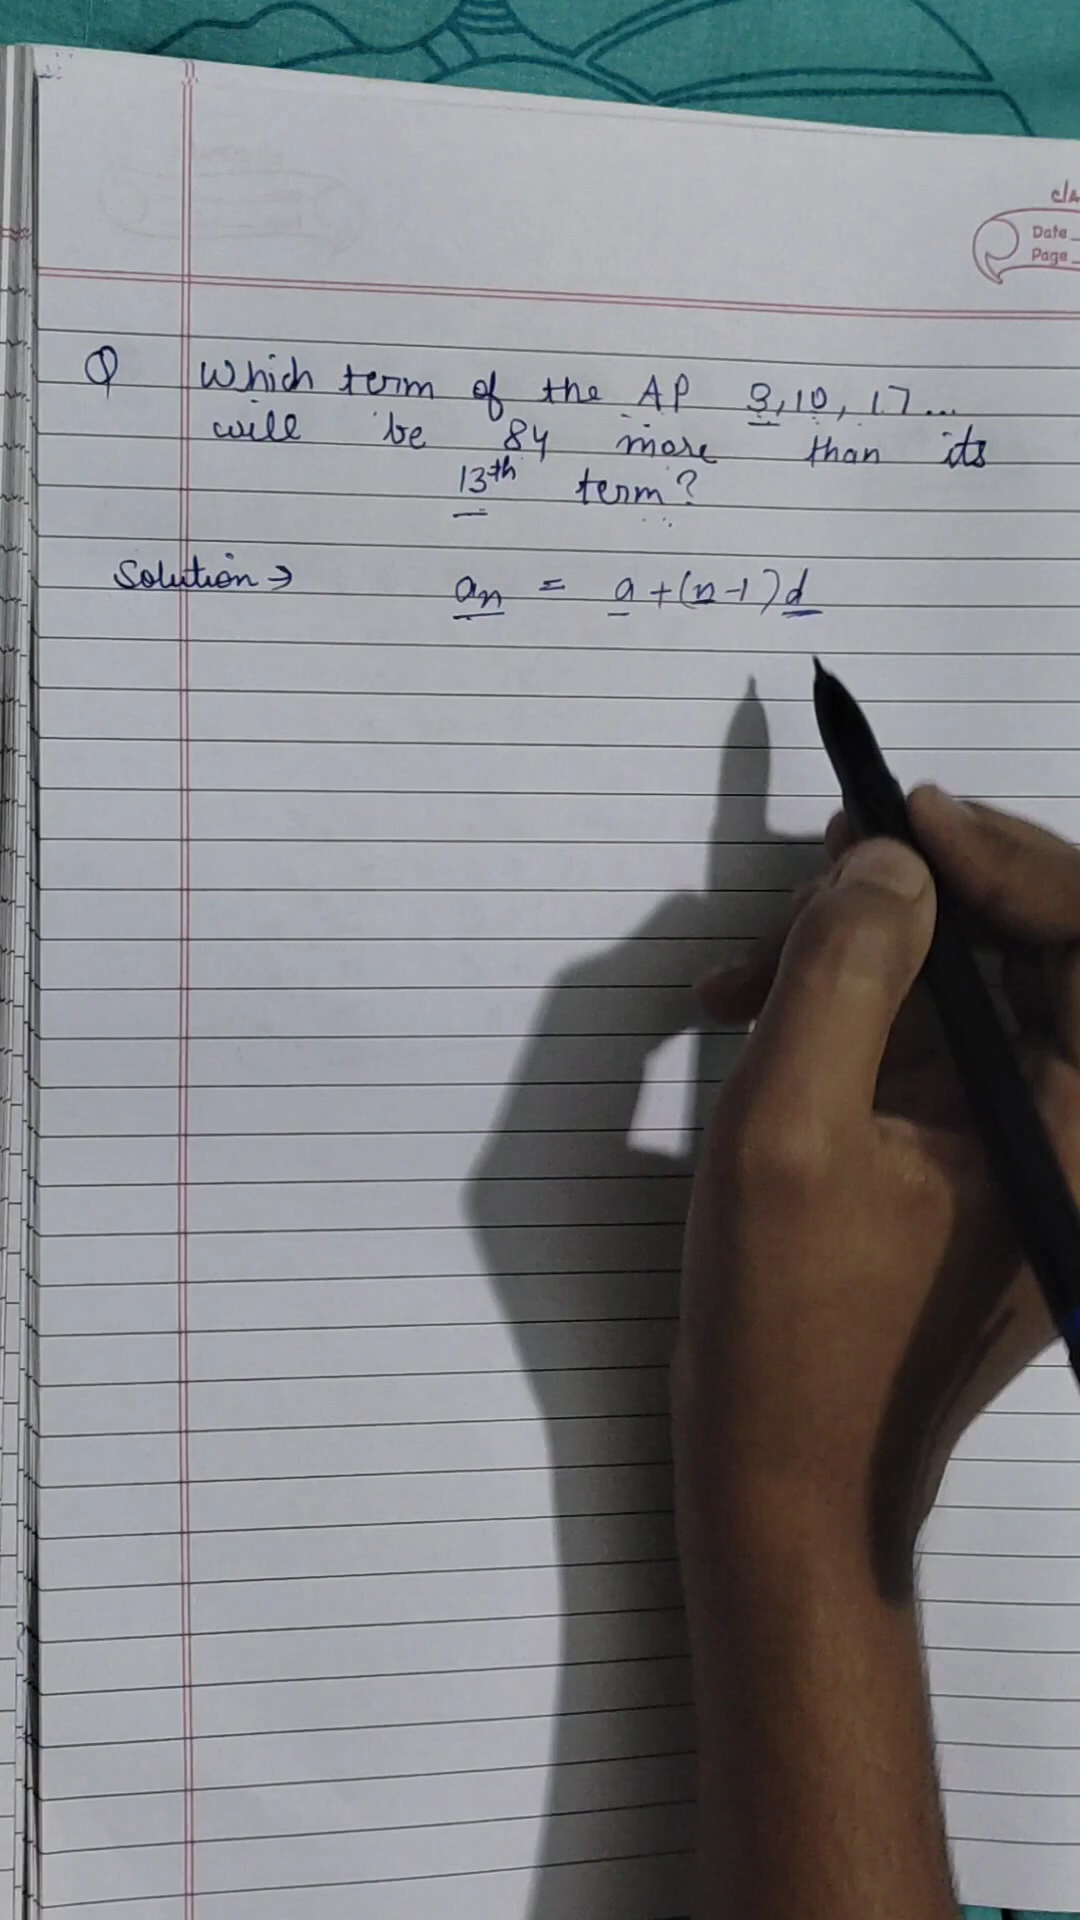 Q Which term of the AP 3,10, 17...
will be 84 more than its
13th term?
Solution → an = a + (n-1)d
Date
Page